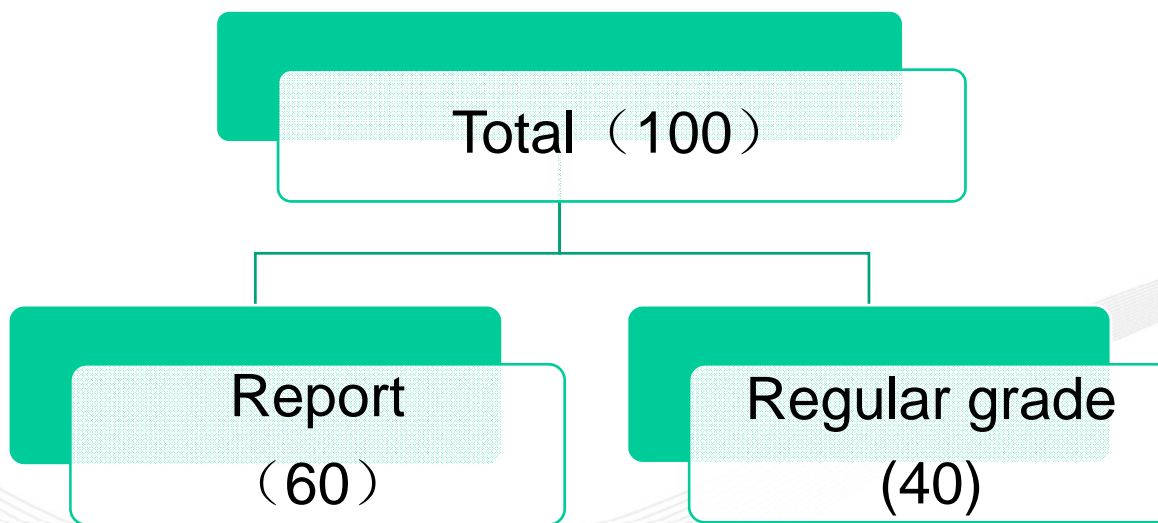 Total（100）
Report
（60）
Regular grade
(40)